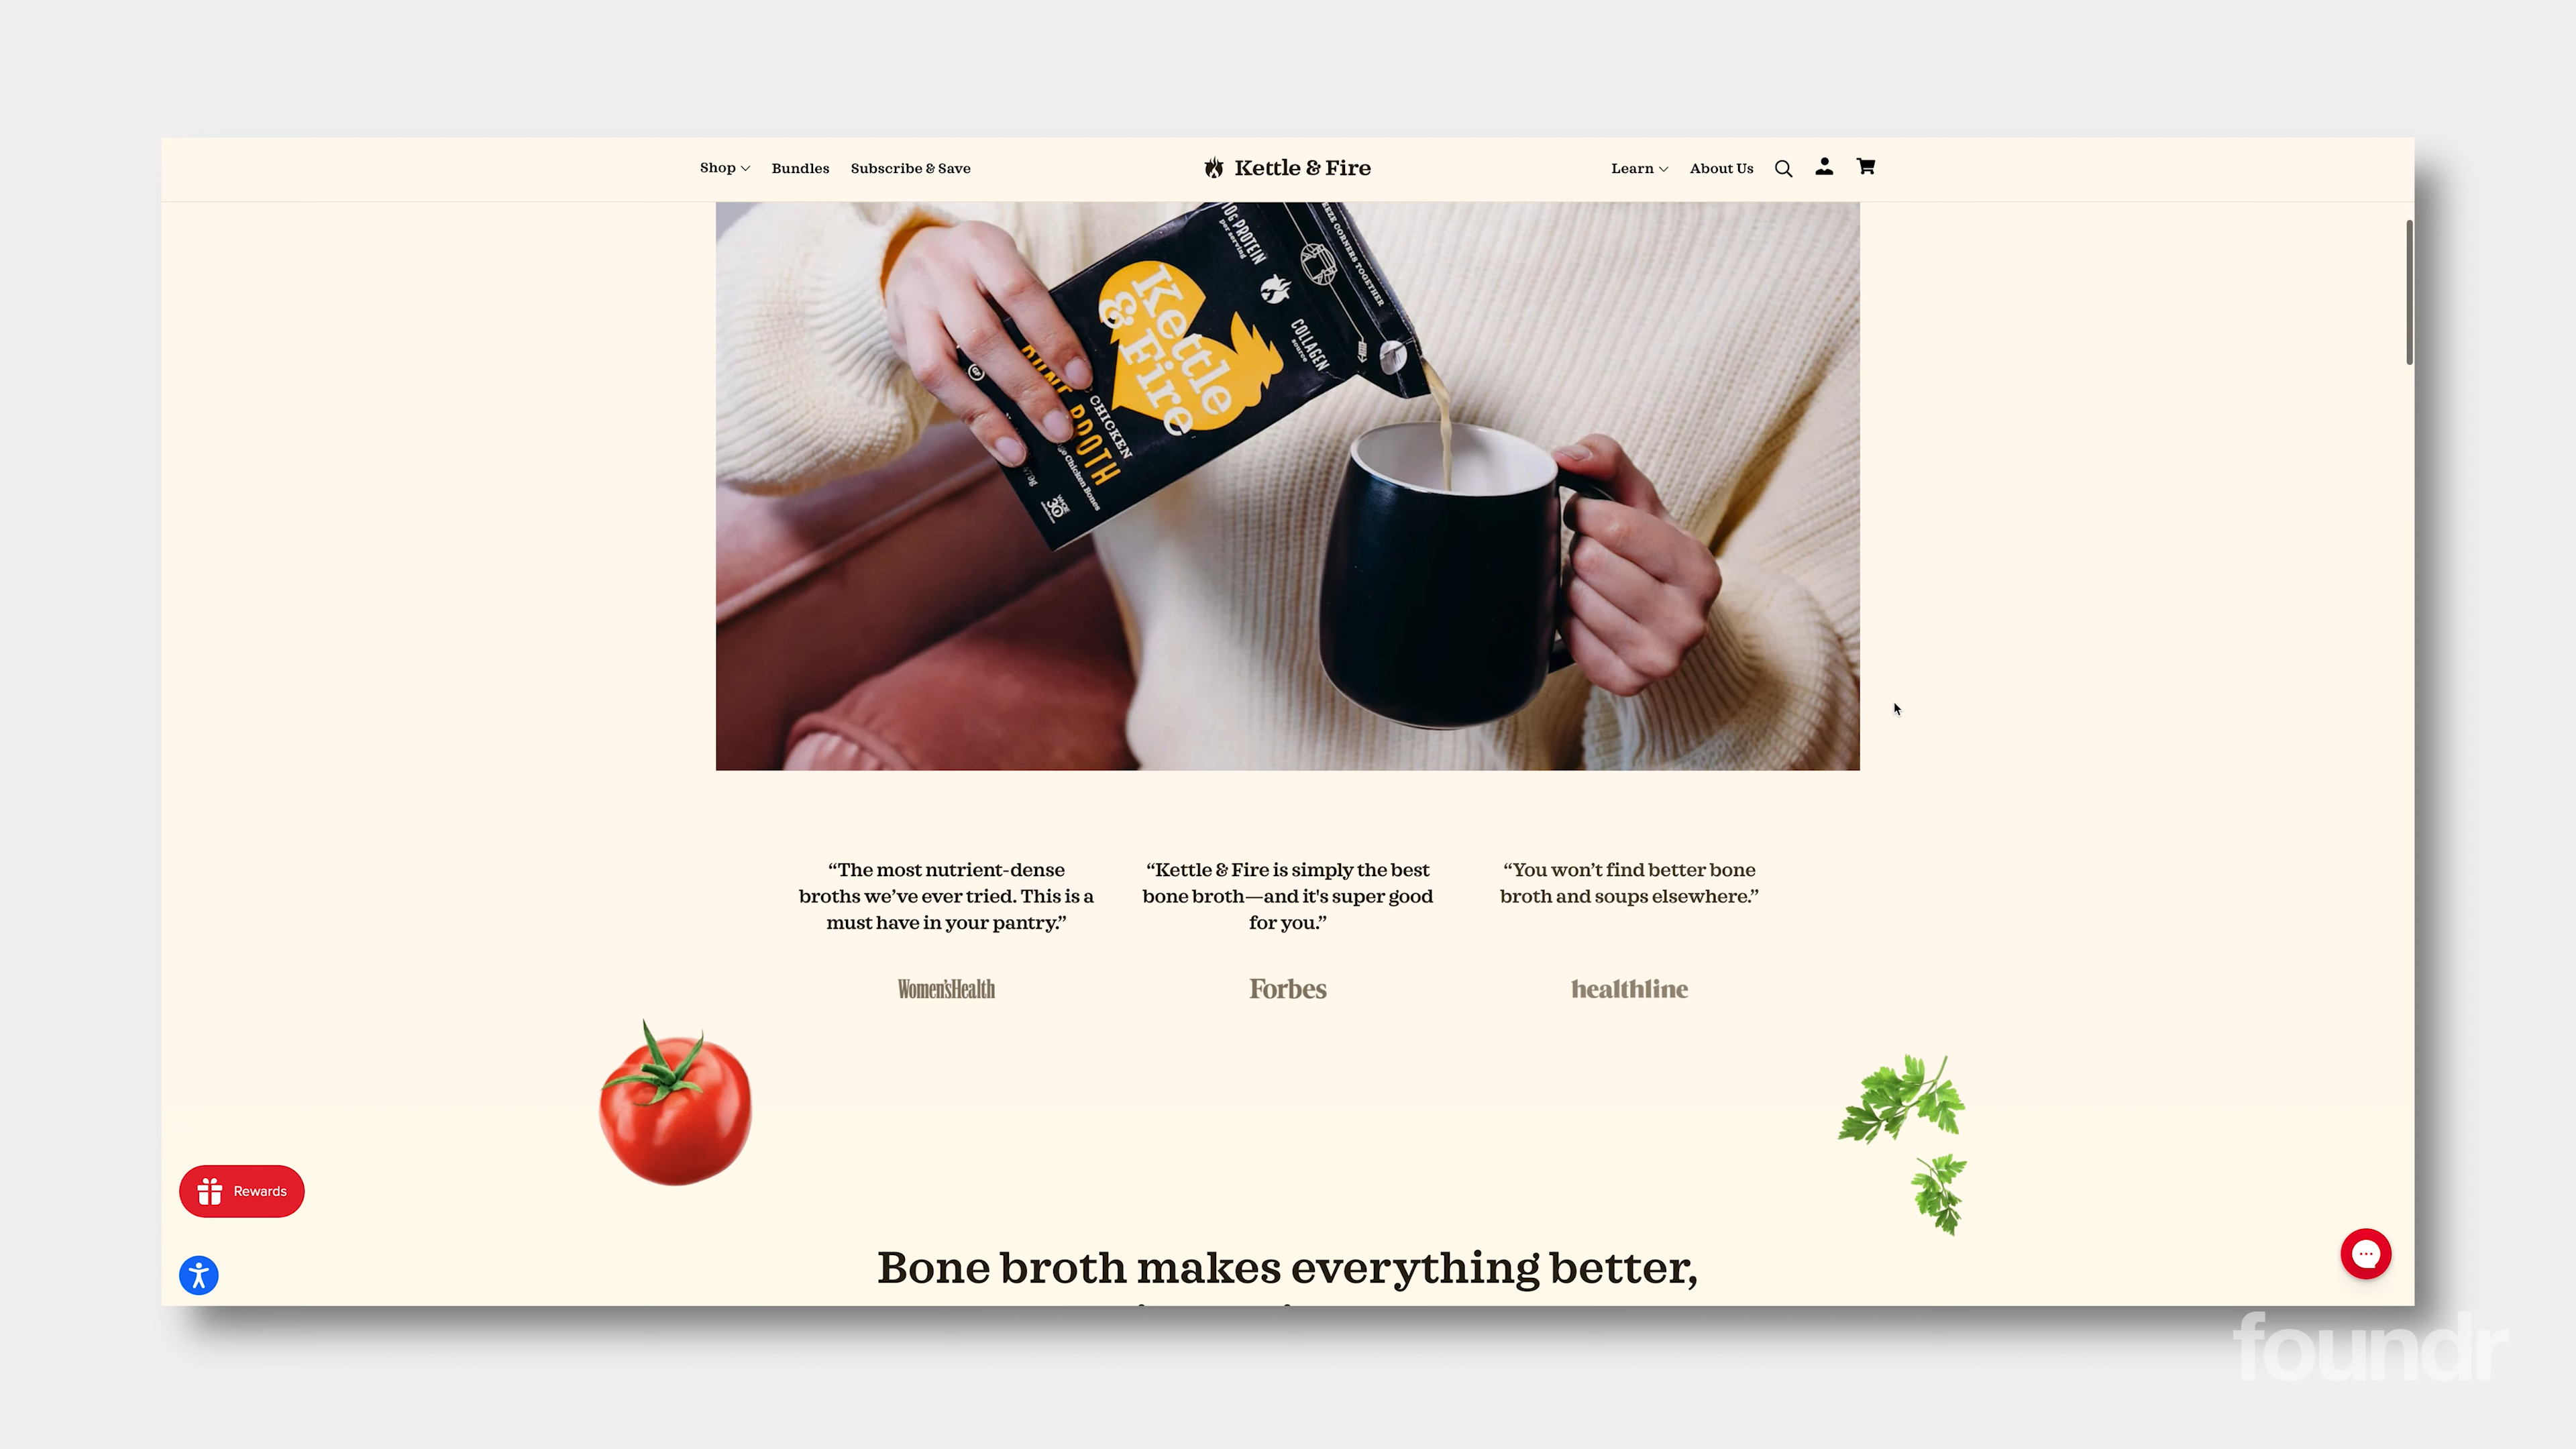 Shop
Bundles
Subscribe & Save
Kettle & Fire
Learn
About Us
10g PROTEIN
per serving
COLLAGEN
source
Kettle
& Fire
CHICKEN
BONE BROTH
“The most nutrient-dense
broths we’ve ever tried. This is a
must have in your pantry.”
Women'sHealth
“Kettle & Fire is simply the best
bone broth—and it's super good
for you.”
Forbes
“You won’t find better bone
broth and soups elsewhere.”
healthline
Rewards
Bone broth makes everything better,
foundr